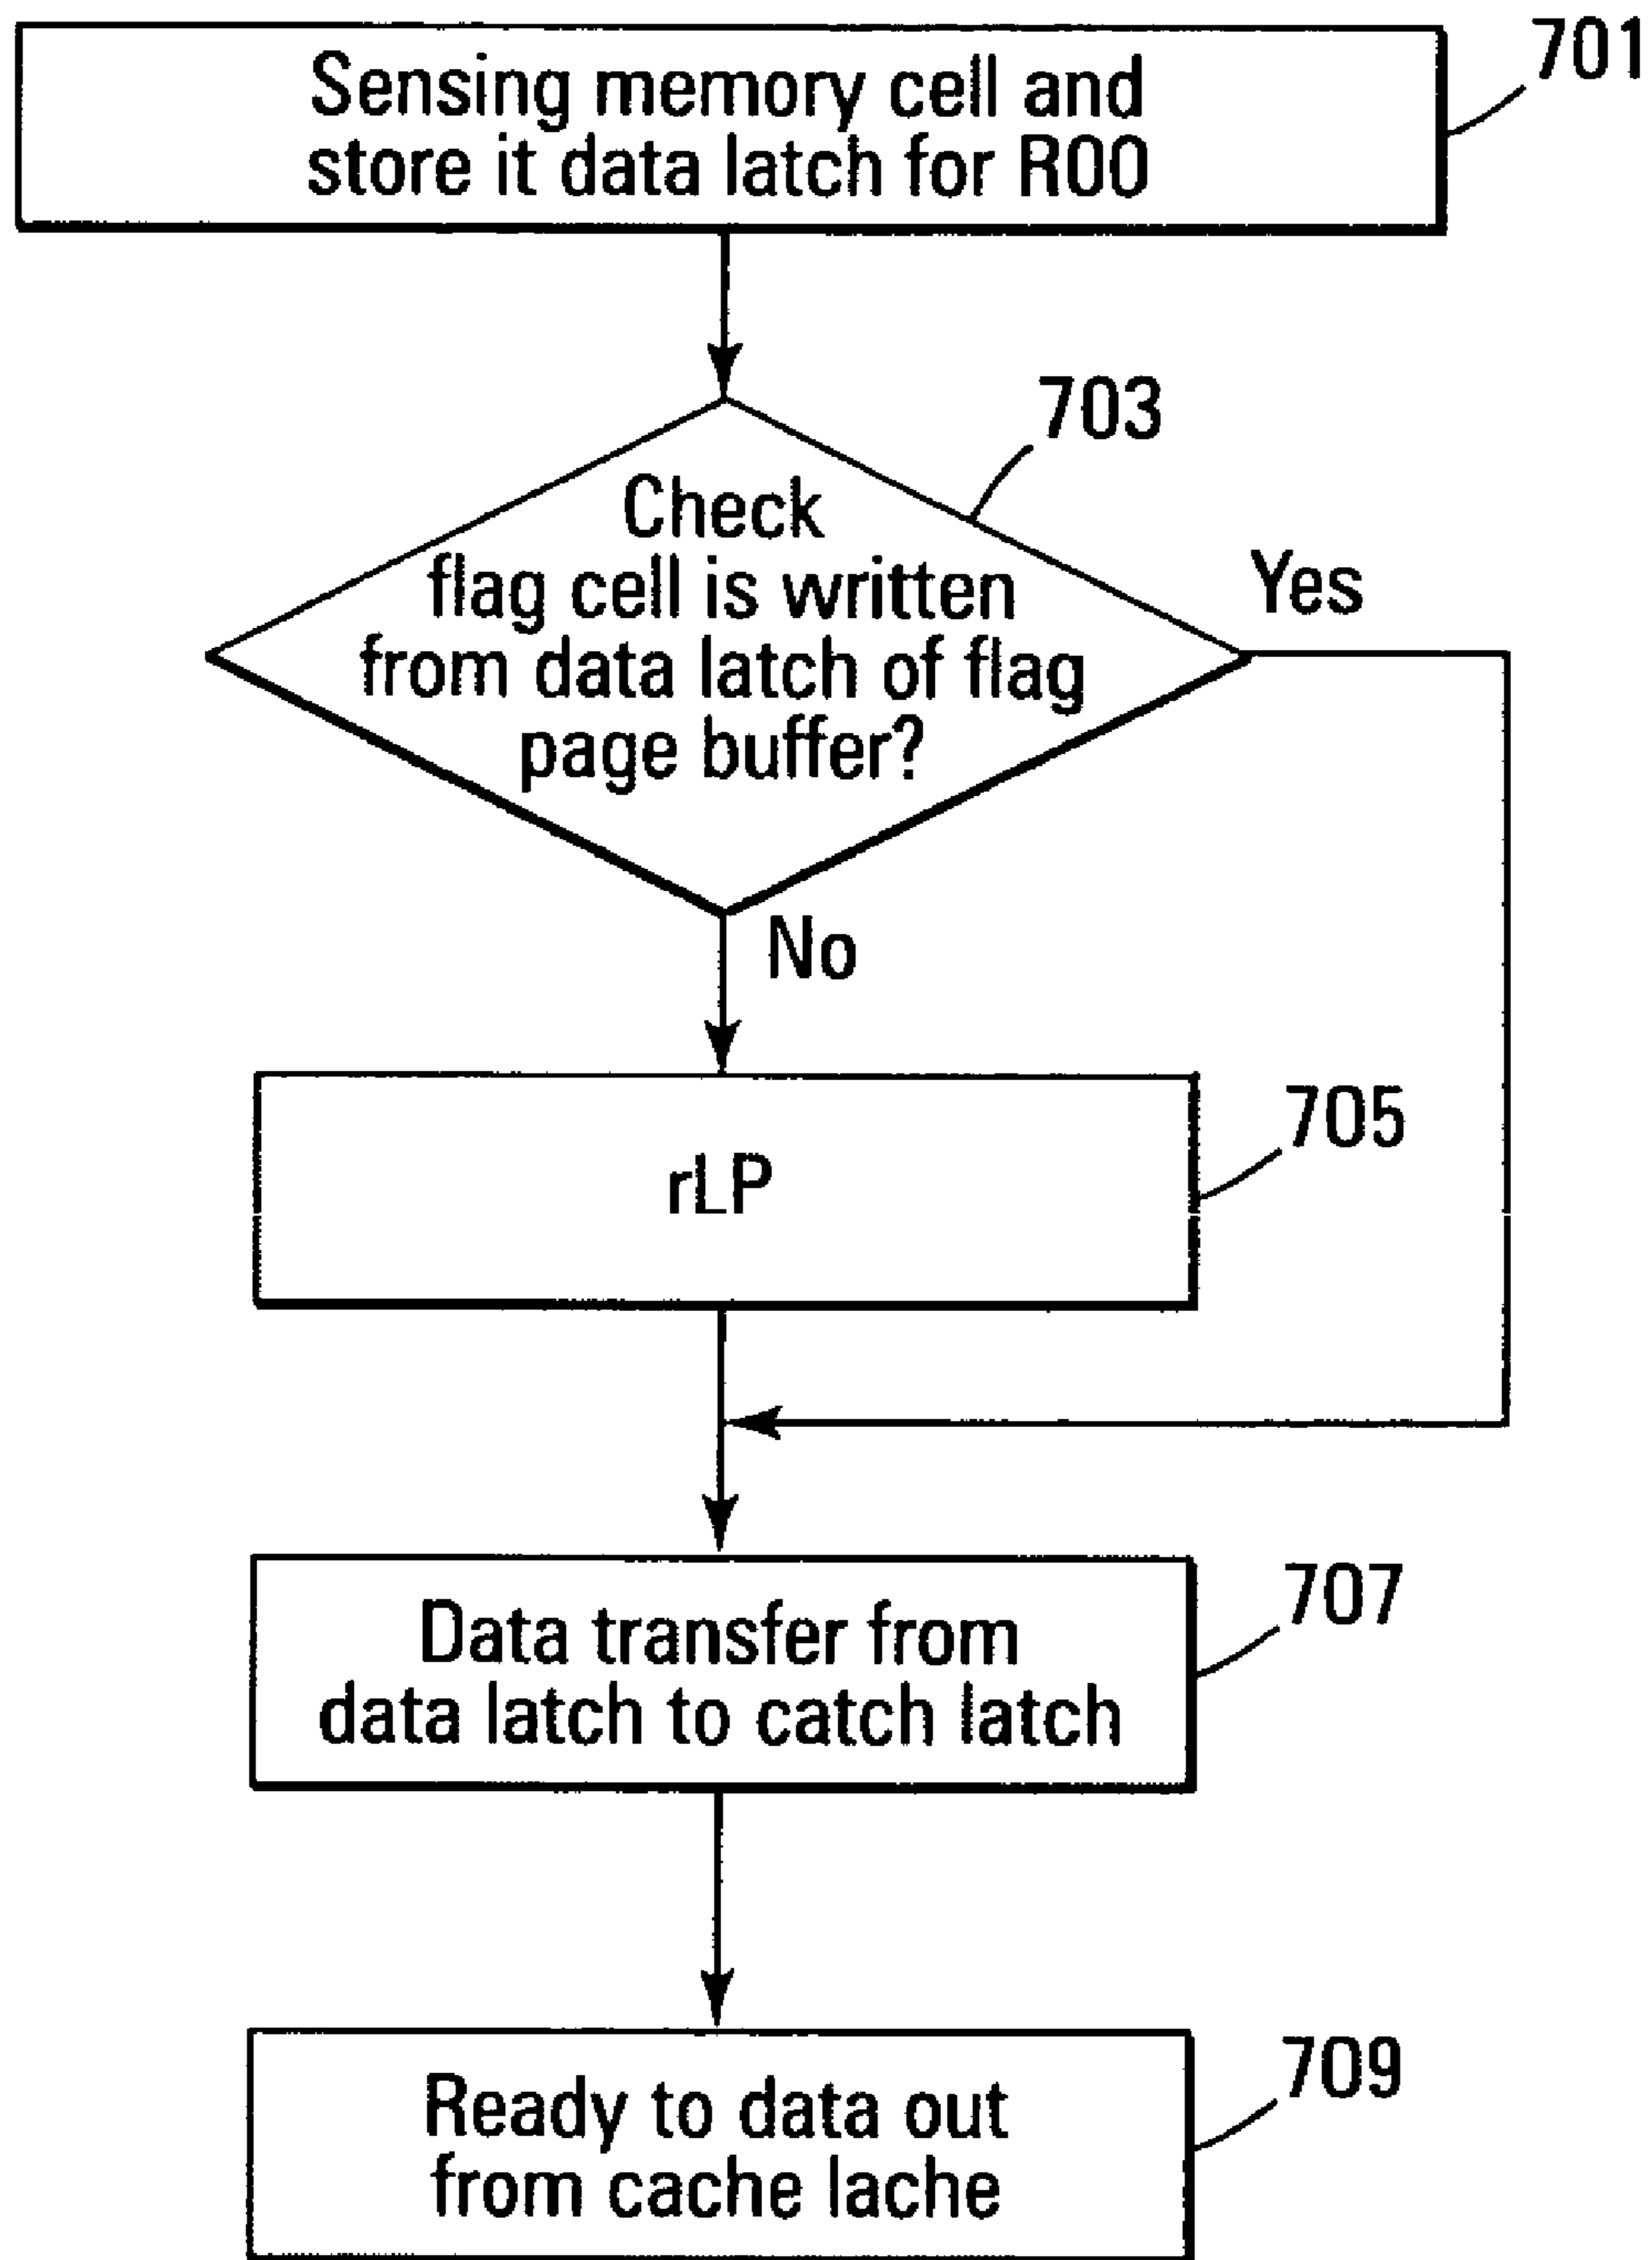 Sensing memory cell and
store it data latch for R00
701
703
Check
flag cell is written
from data latch of flag
page buffer?
Yes
No
705
rLP
707
Data transfer from
data latch to catch latch
709
Ready to data out
from cache lache